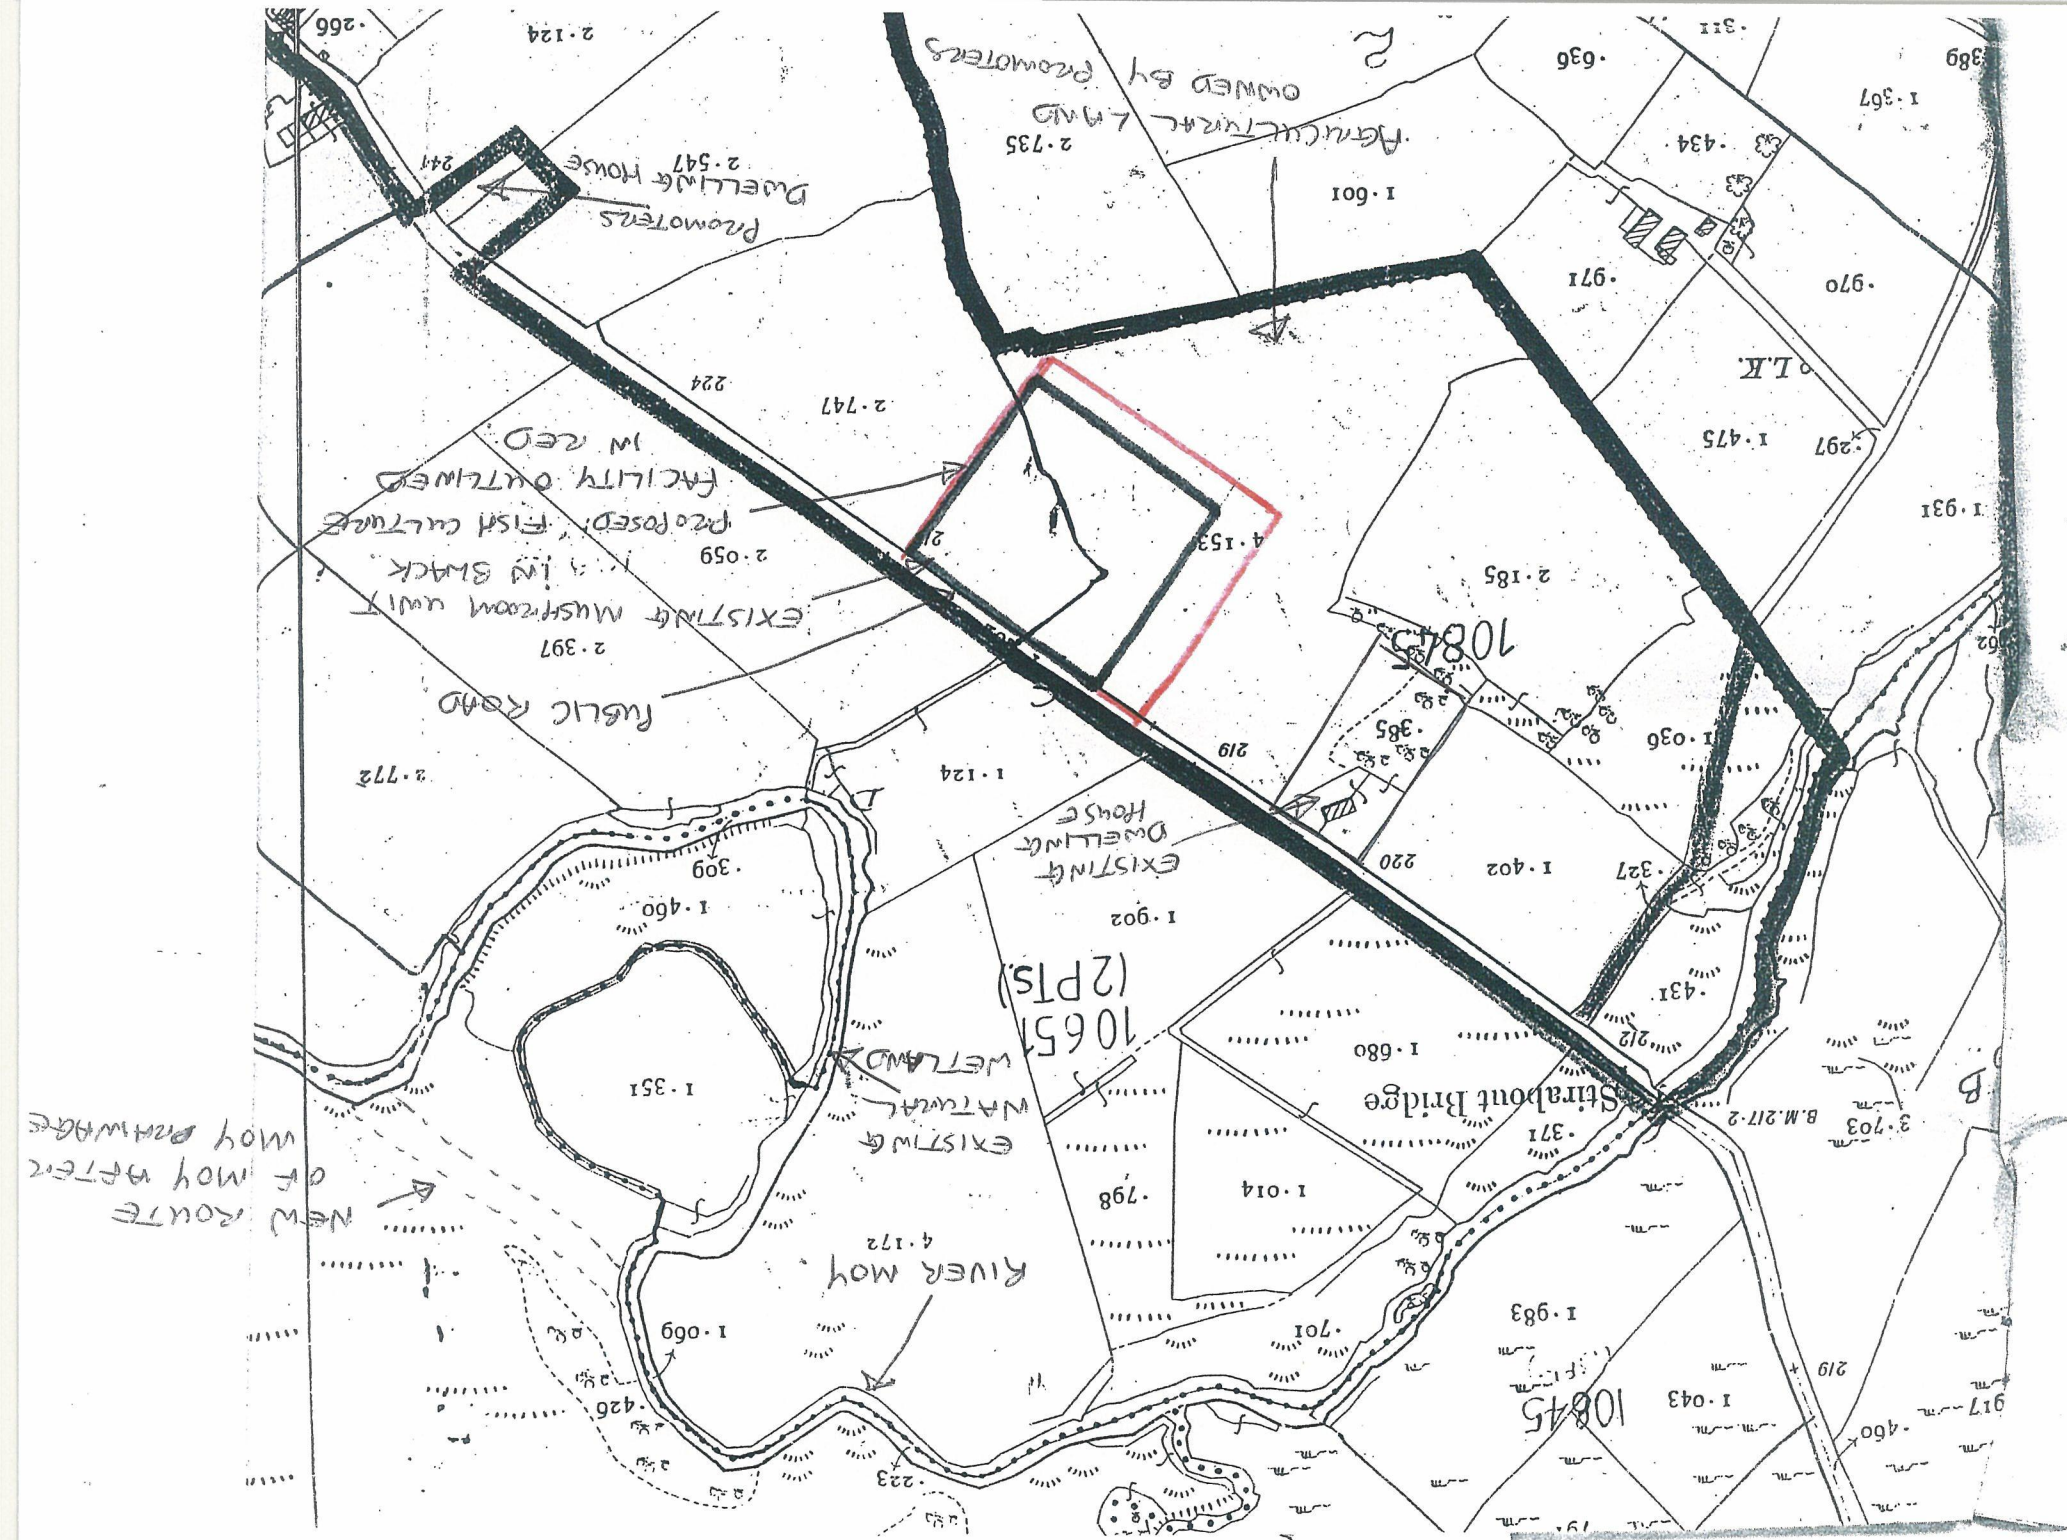 ·791
·223
917
·460
·426
10845
1·043
219
1·983
·701
1·069
RIVER MOY
4·172
NEW ROUTE
OF MOY AFTER
MOY DRAINAGE
1·014
·798
EXISTING
NATURAL
WETLAND
·371
3·703
B.M.217·2
B
Stirabout Bridge
1·351
1·680
212
10651
(2PTS.)
·431
1·902
1·460
·309
·327
1·402
220
EXISTING
DWELLING
HOUSE
1·124
2·772
219
1·036
·385
PUBLIC ROAD
10845
2·397
EXISTING MUSHROOM UNIT
IN BLACK
2·185
4·153
2·059
PROPOSED FISH CULTURE
FACILITY OUTLINED
IN RED
1·931
1·475
·297
2·747
224
L.K.
·970
·971
PROMOTERS
DWELLING HOUSE
1·601
2·547
241
·434
2·735
AGRICULTURAL LAND
OWNED BY PROMOTERS
1·367
·636
389
·311
2·124
·266